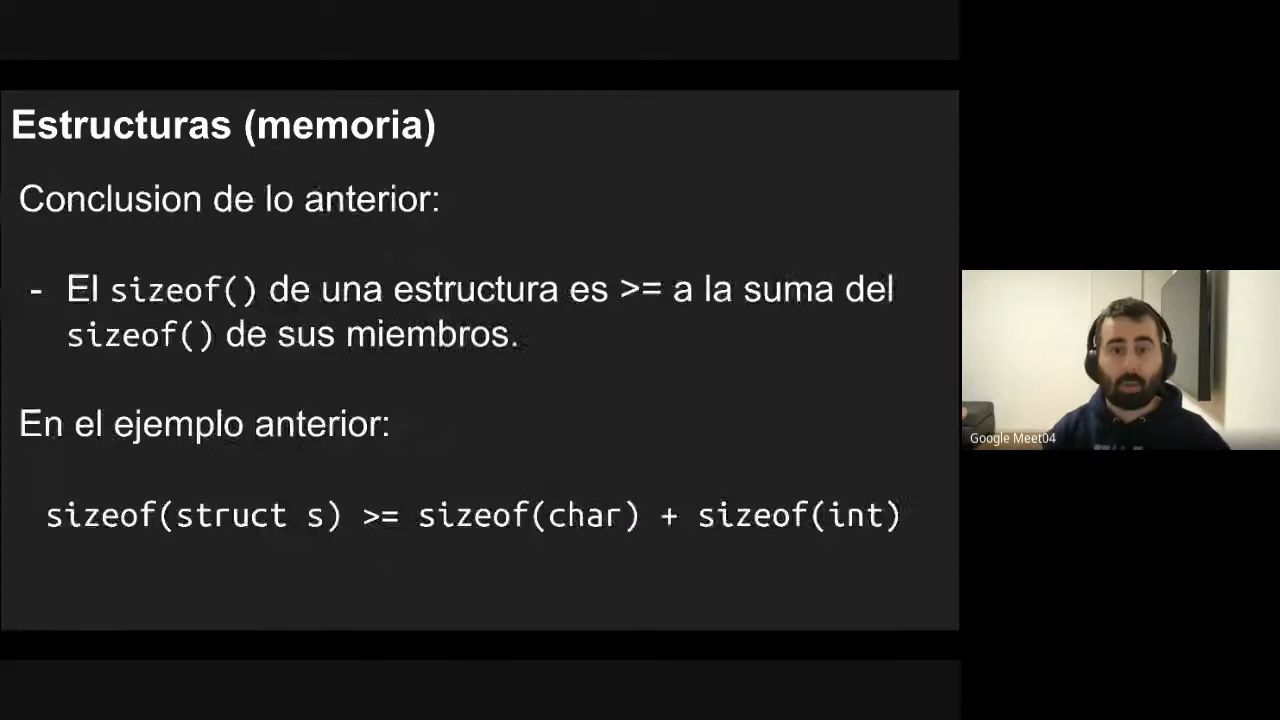 Estructuras (memoria)
Conclusion de lo anterior:
- El sizeof() de una estructura es >= a la suma del
sizeof() de sus miembros.
En el ejemplo anterior:
sizeof(struct s) >= sizeof(char) + sizeof(int)
Google Meet04